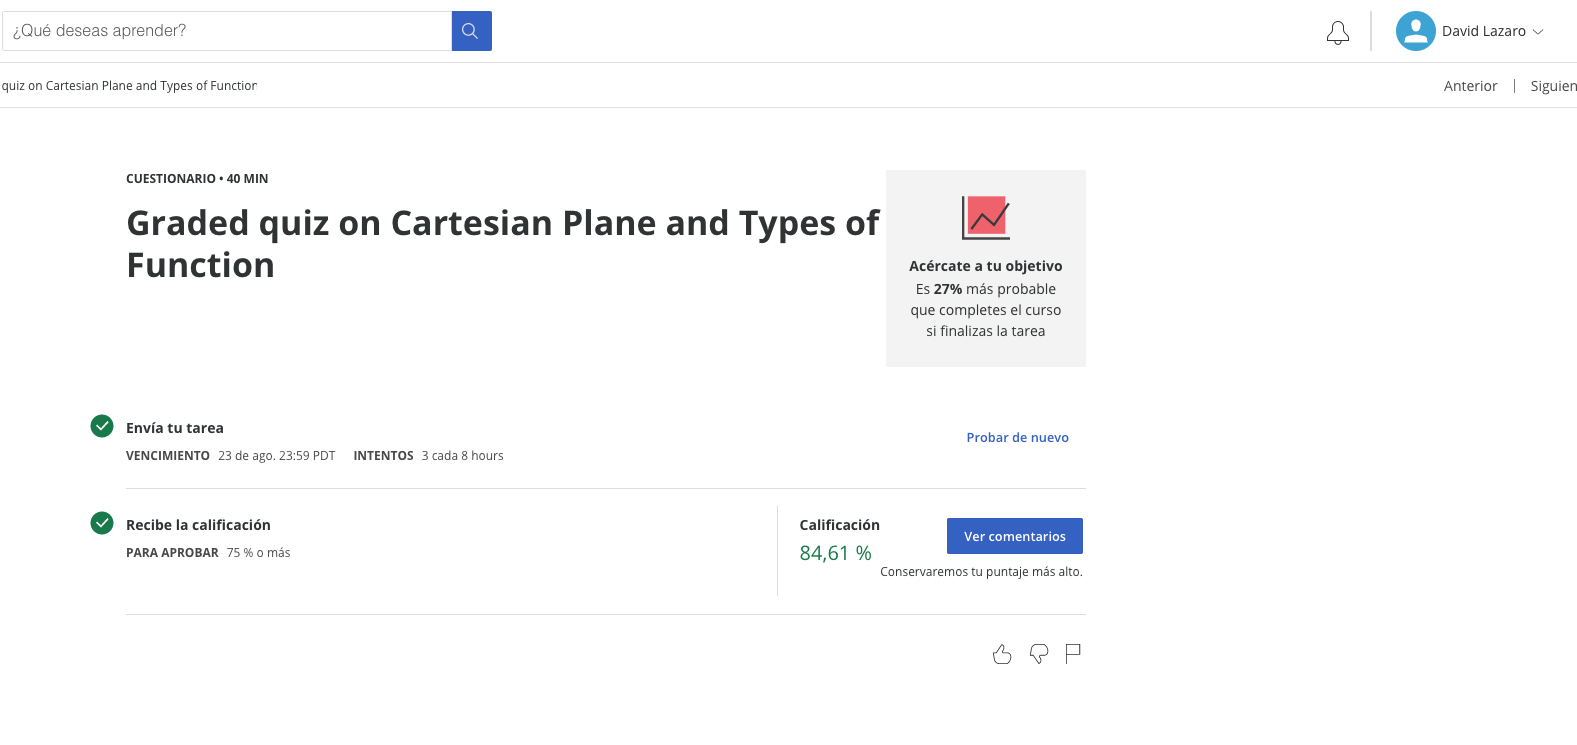 ¿Qué deseas aprender?
David Lazaro
quiz on Cartesian Plane and Types of Function
Anterior
Siguien
CUESTIONARIO • 40 MIN
Graded quiz on Cartesian Plane and Types of
Function
Acércate a tu objetivo
Es 27% más probable
que completes el curso
si finalizas la tarea
Envía tu tarea
VENCIMIENTO 23 de ago. 23:59 PDT INTENTOS 3 cada 8 hours
Probar de nuevo
Recibe la calificación
PARA APROBAR 75 % o más
Calificación
84,61 %
Ver comentarios
Conservaremos tu puntaje más alto.